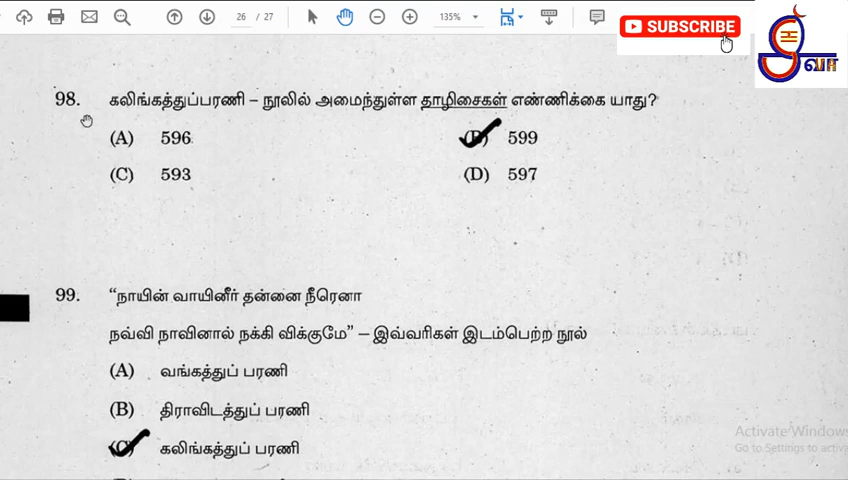 26 / 27
135%
SUBSCRIBE
ஜீவா
98. கலிங்கத்துப்பரணி – நூலில் அமைந்துள்ள தாழிசைகள் எண்ணிக்கை யாது?
(A) 596 (B) 599
(C) 593 (D) 597
99. “நாயின் வாயினீர் தன்னை நீரெனா
நவ்வி நாவினால் நக்கி விக்குமே” – இவ்வரிகள் இடம்பெற்ற நூல்
(A) வங்கத்துப் பரணி
(B) திராவிடத்துப் பரணி
(C) கலிங்கத்துப் பரணி
Activate Windows
Go to Settings to activa